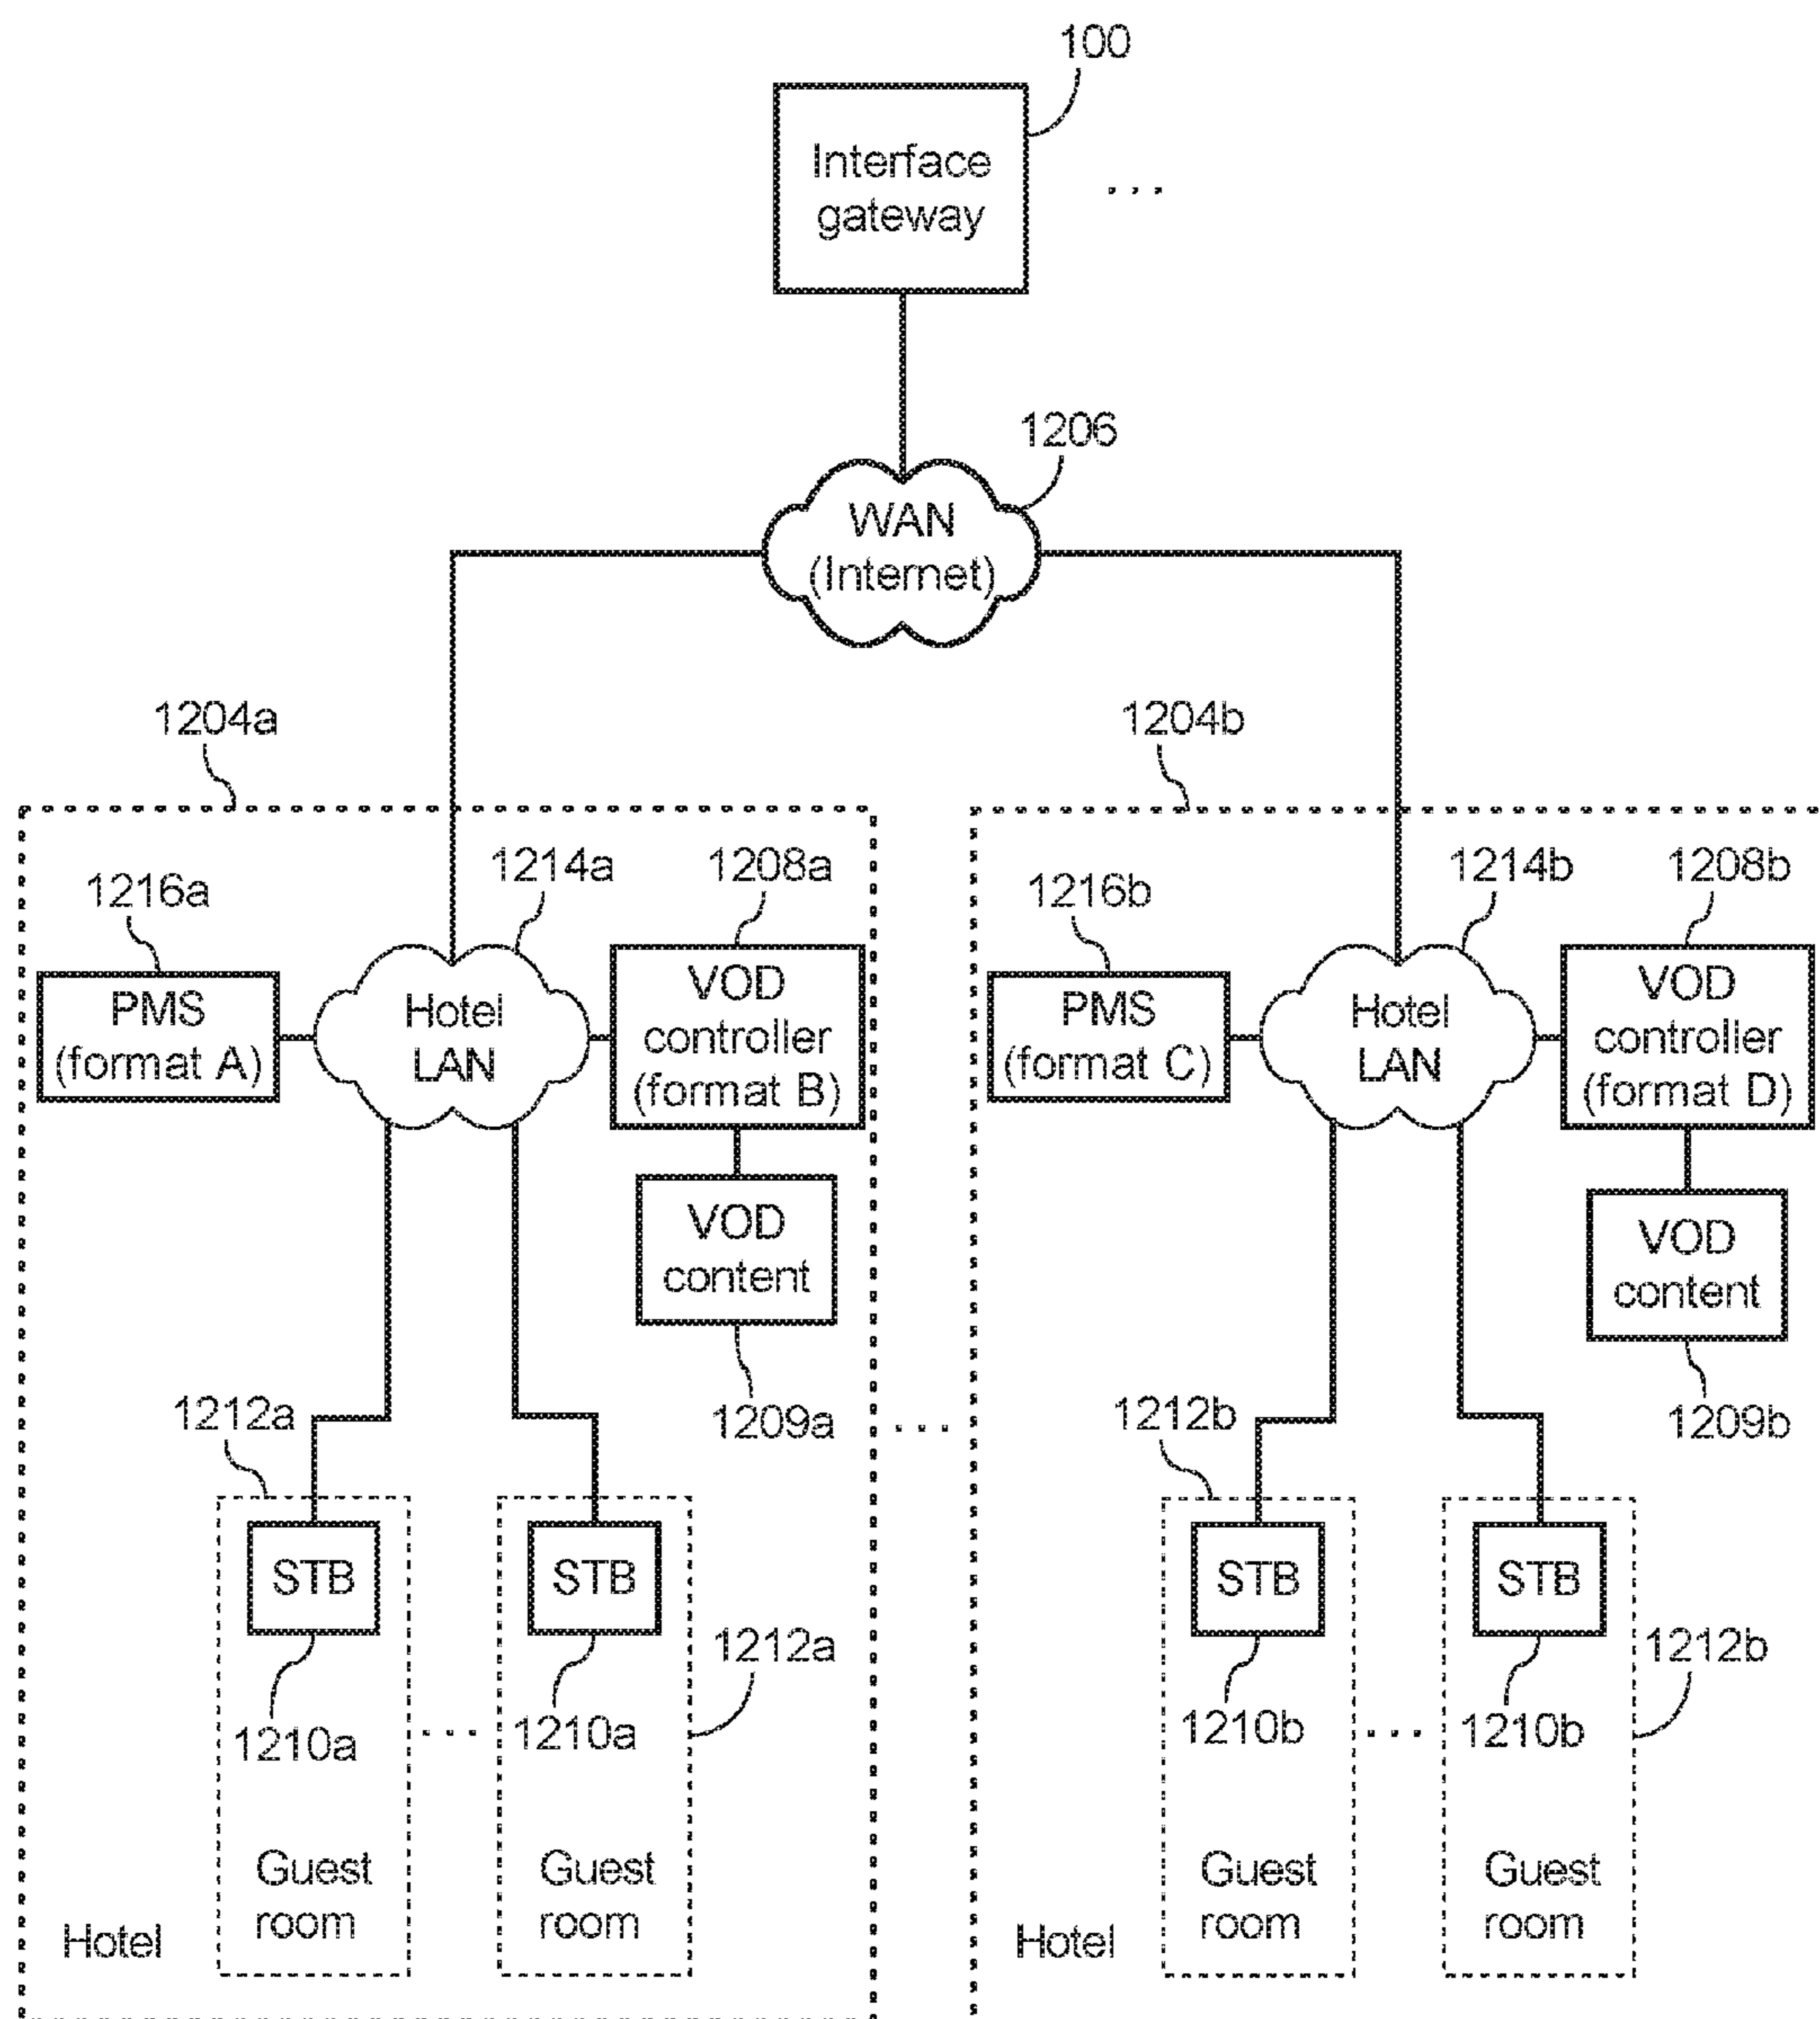 100
Interface
gateway
. . .
1206
WAN
(Internet)
1204a
1204b
1216a
1214a
1208a
1216b
1214b
1208b
PMS
(format A)
Hotel
LAN
VOD
controller
(format B)
PMS
(format C)
Hotel
LAN
VOD
controller
(format D)
VOD
content
VOD
content
1209a
1209b
. . .
1212a
1212b
STB
STB
STB
STB
1212a
1212b
1210a
. . .
1210a
1210b
. . .
1210b
Guest
room
Guest
room
Guest
room
Guest
room
Hotel
Hotel